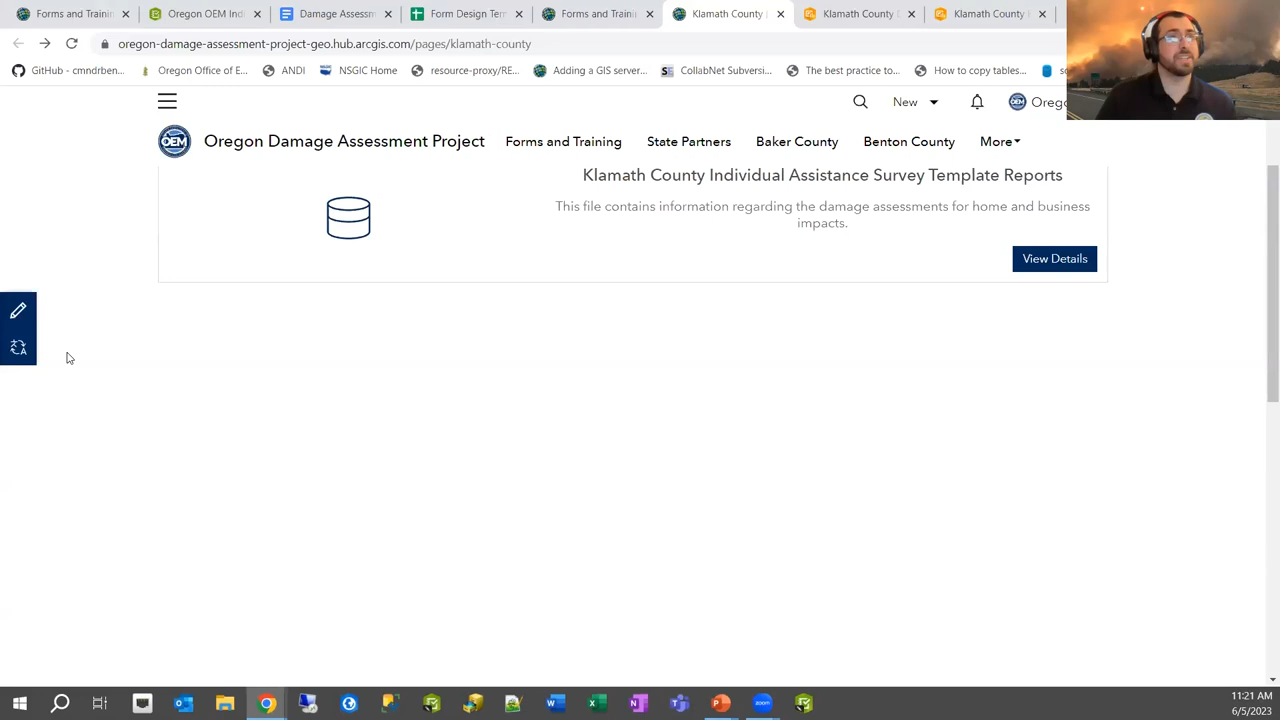 Forms and Traini
Oregon OEM Indi
Damage Assessm
Form Design Tem
Forms and Trainin
Klamath County I
Klamath County
Klamath County
oregon-damage-assessment-project-geo.hub.arcgis.com/pages/klamath-county
GitHub - cmndrben...
Oregon Office of E...
ANDI
NSGIC Home
resource-proxy/RE...
Adding a GIS server...
CollabNet Subversi...
The best practice to...
How to copy tables...
New
OEM
Oregon Damage Assessment Project
Forms and Training
State Partners
Baker County
Benton County
More
Klamath County Individual Assistance Survey Template Reports
This file contains information regarding the damage assessments for home and business
impacts.
View Details
11:21 AM
6/5/2023